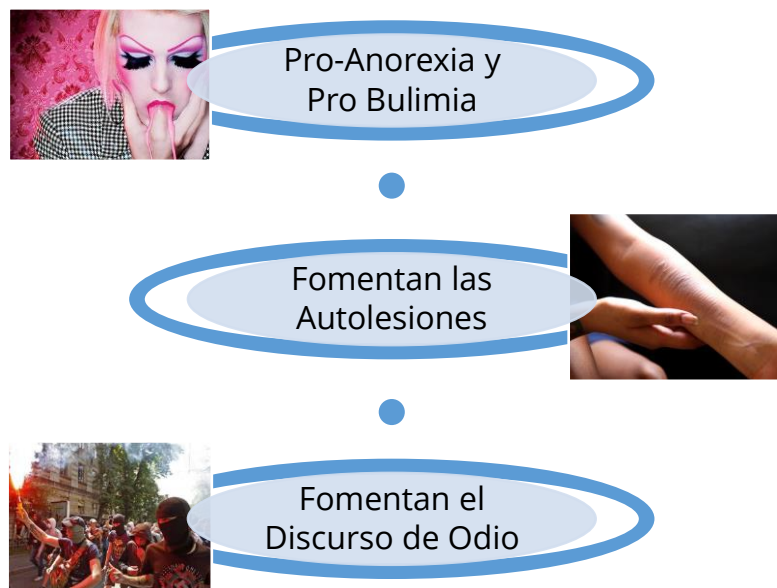 Pro-Anorexia y
Pro Bulimia
Fomentan las
Autolesiones
Fomentan el
Discurso de Odio